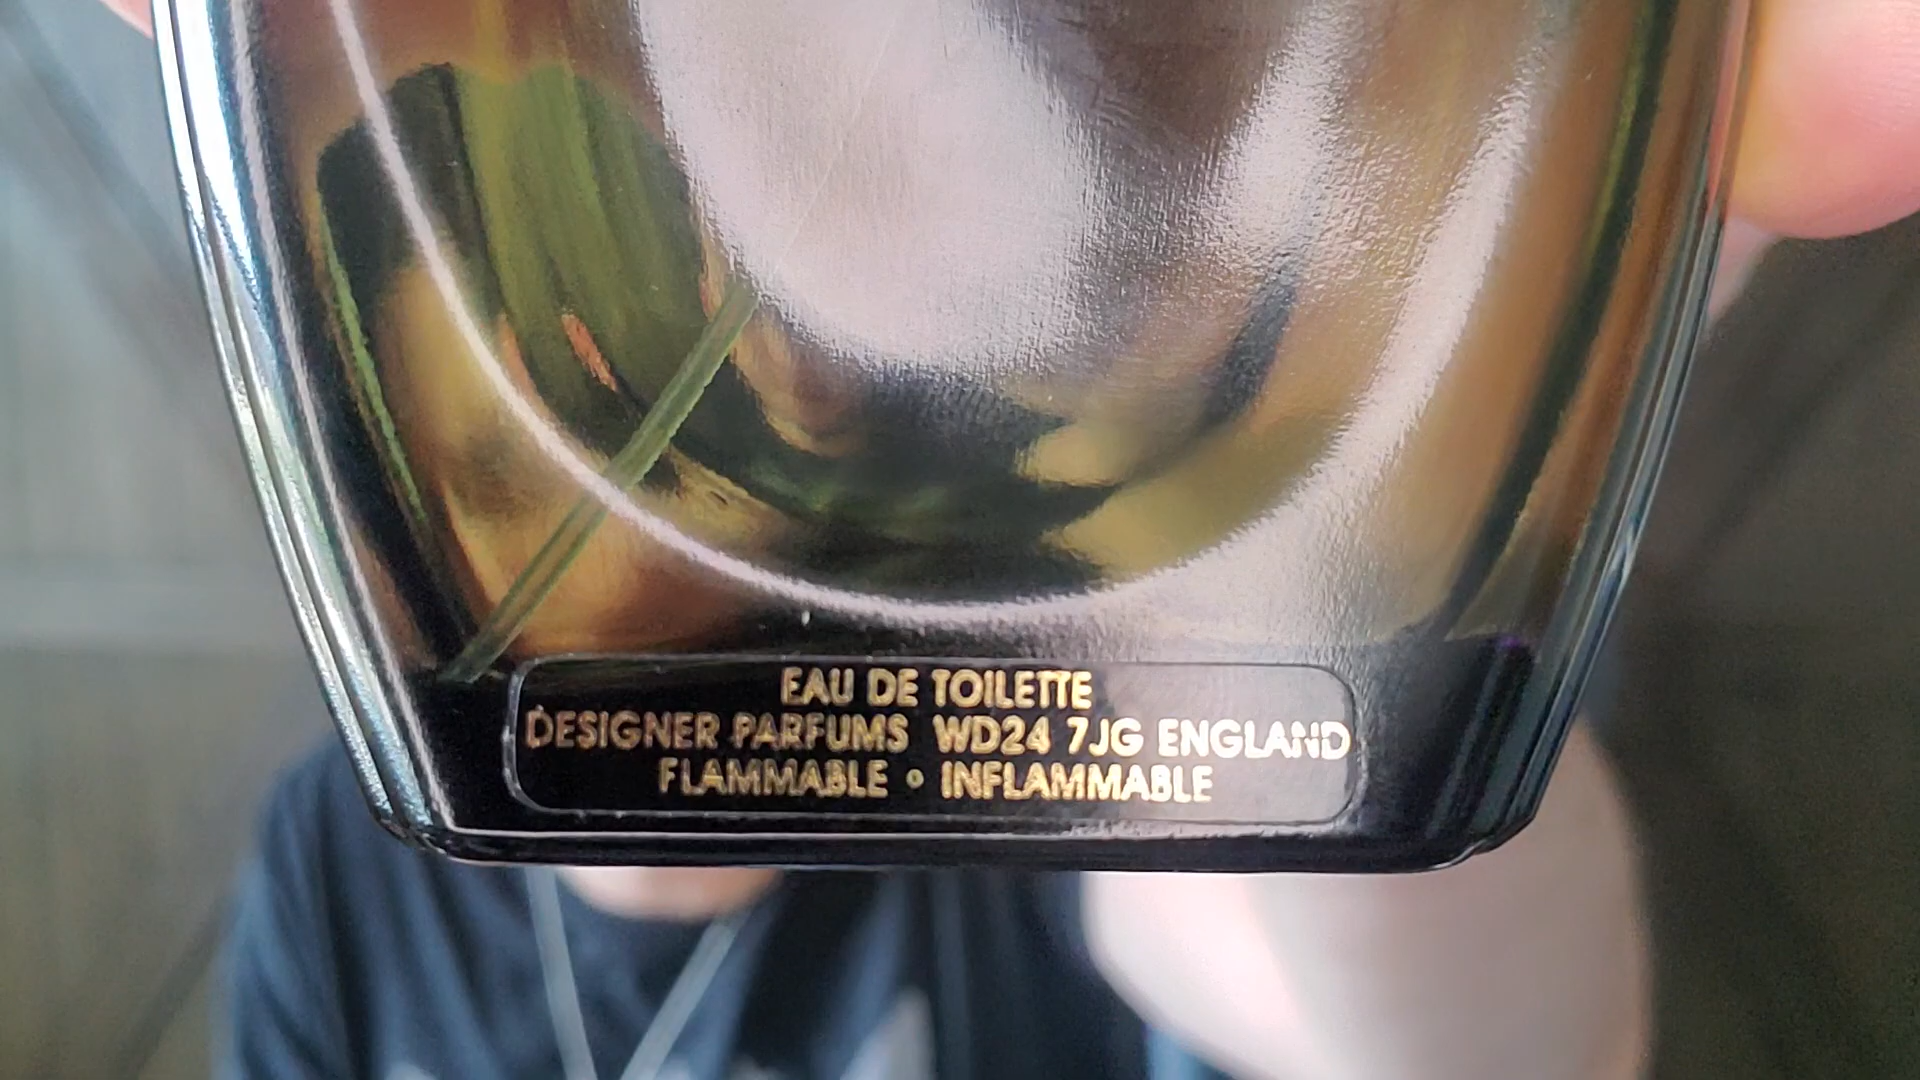 EAU DE TOILETTE
DESIGNER PARFUMS WD24 7JG ENGLAND
FLAMMABLE • INFLAMMABLE